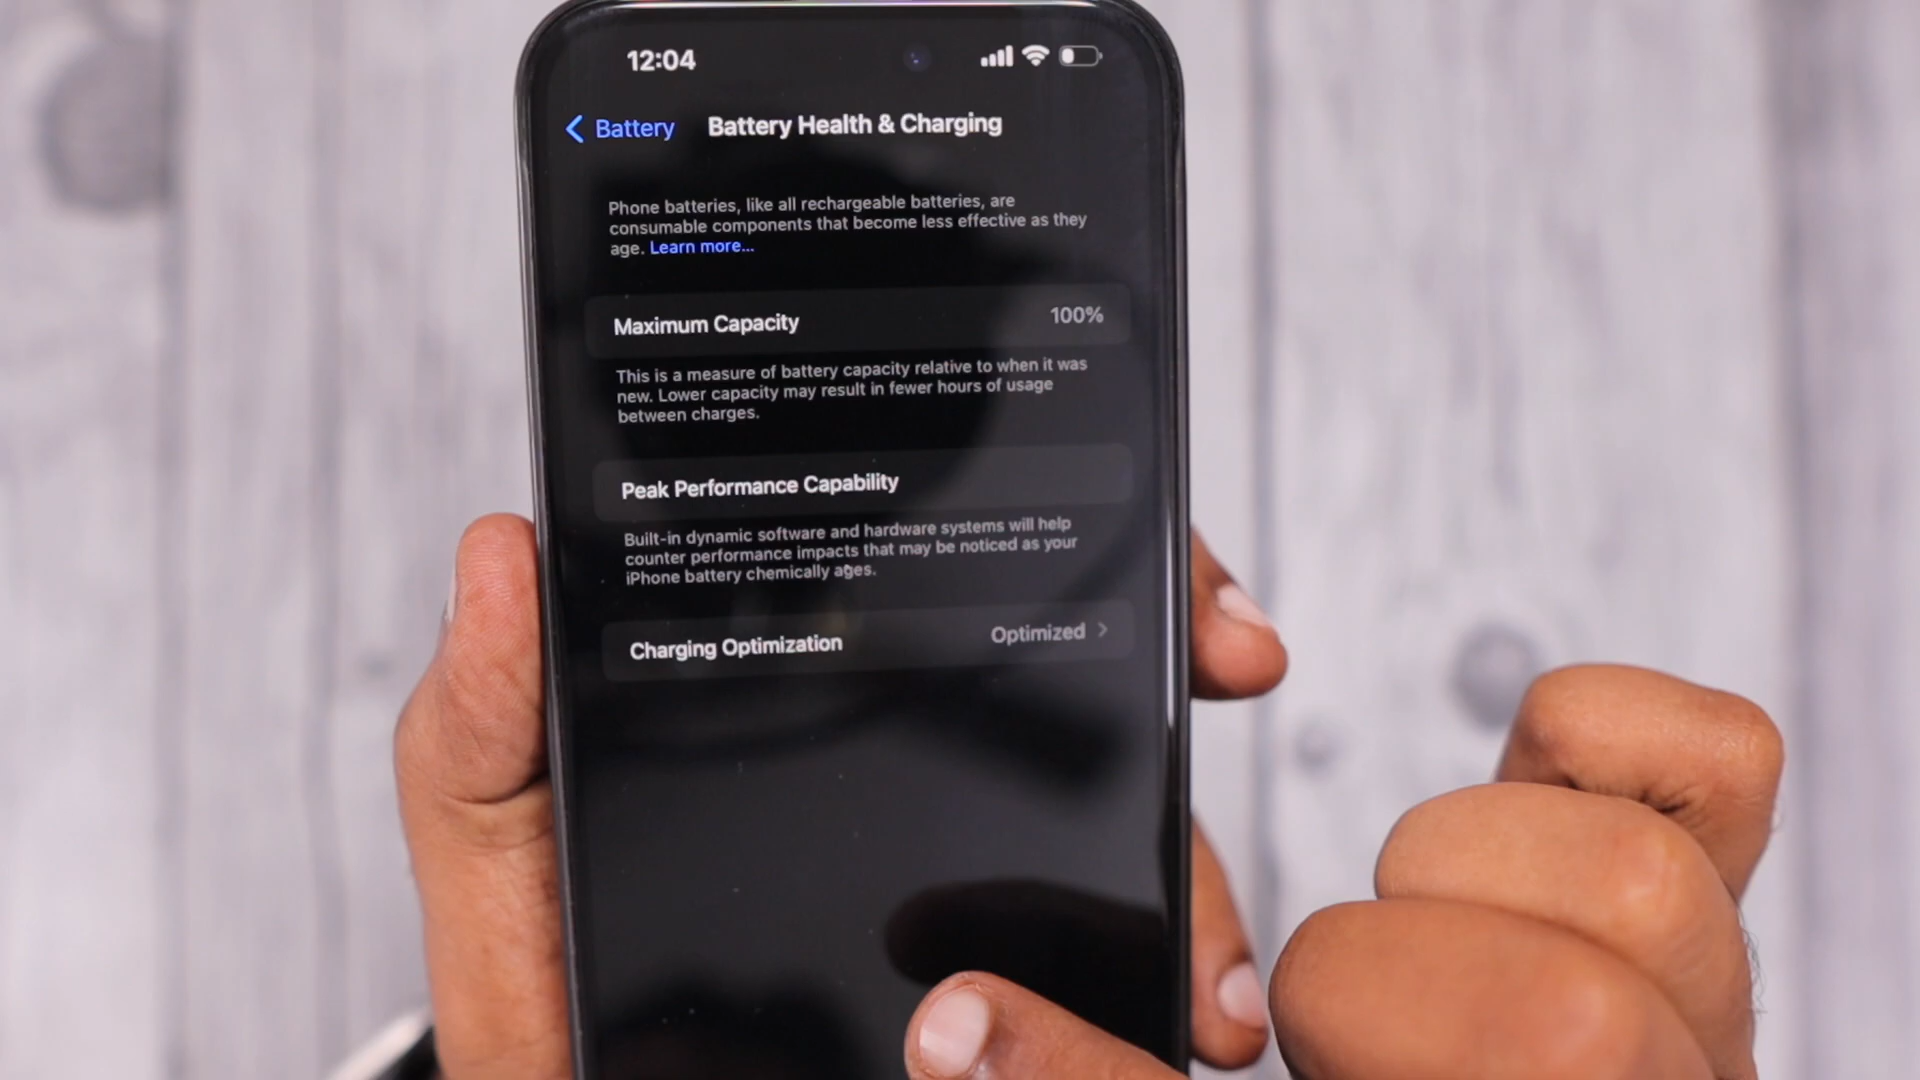 12:04
Battery
Battery Health & Charging
Phone batteries, like all rechargeable batteries, are
consumable components that become less effective as they
age. Learn more...
Maximum Capacity 100%
This is a measure of battery capacity relative to when it was
new. Lower capacity may result in fewer hours of usage
between charges.
Peak Performance Capability
Built-in dynamic software and hardware systems will help
counter performance impacts that may be noticed as your
iPhone battery chemically ages.
Charging Optimization Optimized